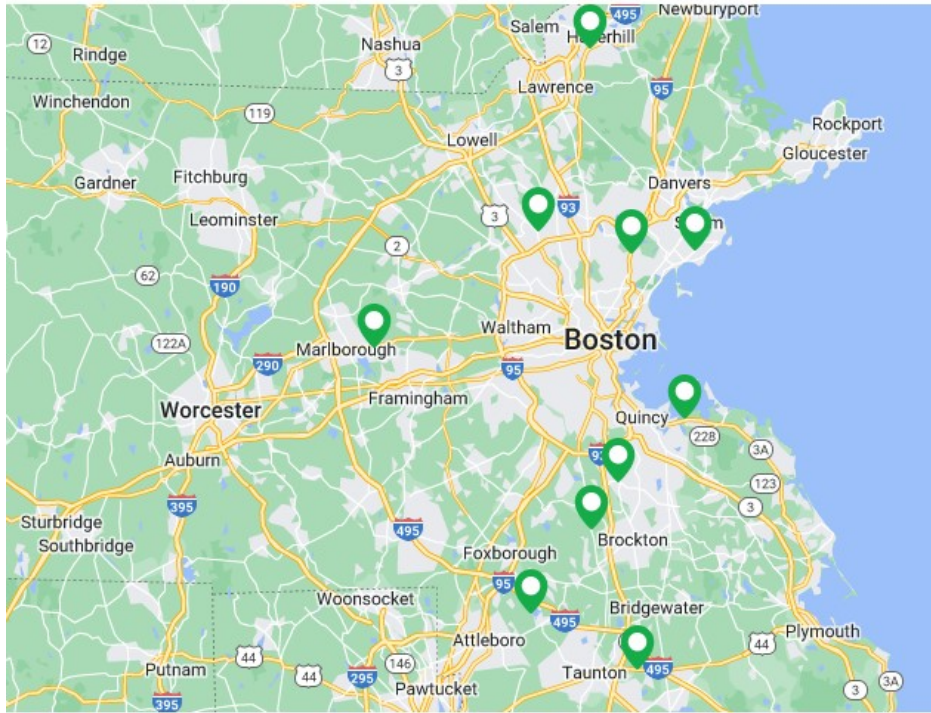 Newburyport
Salem
495
Haverhill
12
Rindge
Nashua
3
Lawrence
95
Winchendon
119
Rockport
Lowell
Gloucester
Gardner
Fitchburg
Danvers
93
3
Leominster
2
62
190
122A
Waltham
Boston
Marlborough
290
95
Framingham
Worcester
Quincy
228
3A
Auburn
123
395
3
Sturbridge
495
Southbridge
Brockton
Foxborough
95
Woonsocket
Bridgewater
495
Plymouth
Attleboro
44
44
146
Putnam
44
295
Taunton
495
3A
Pawtucket
3
395